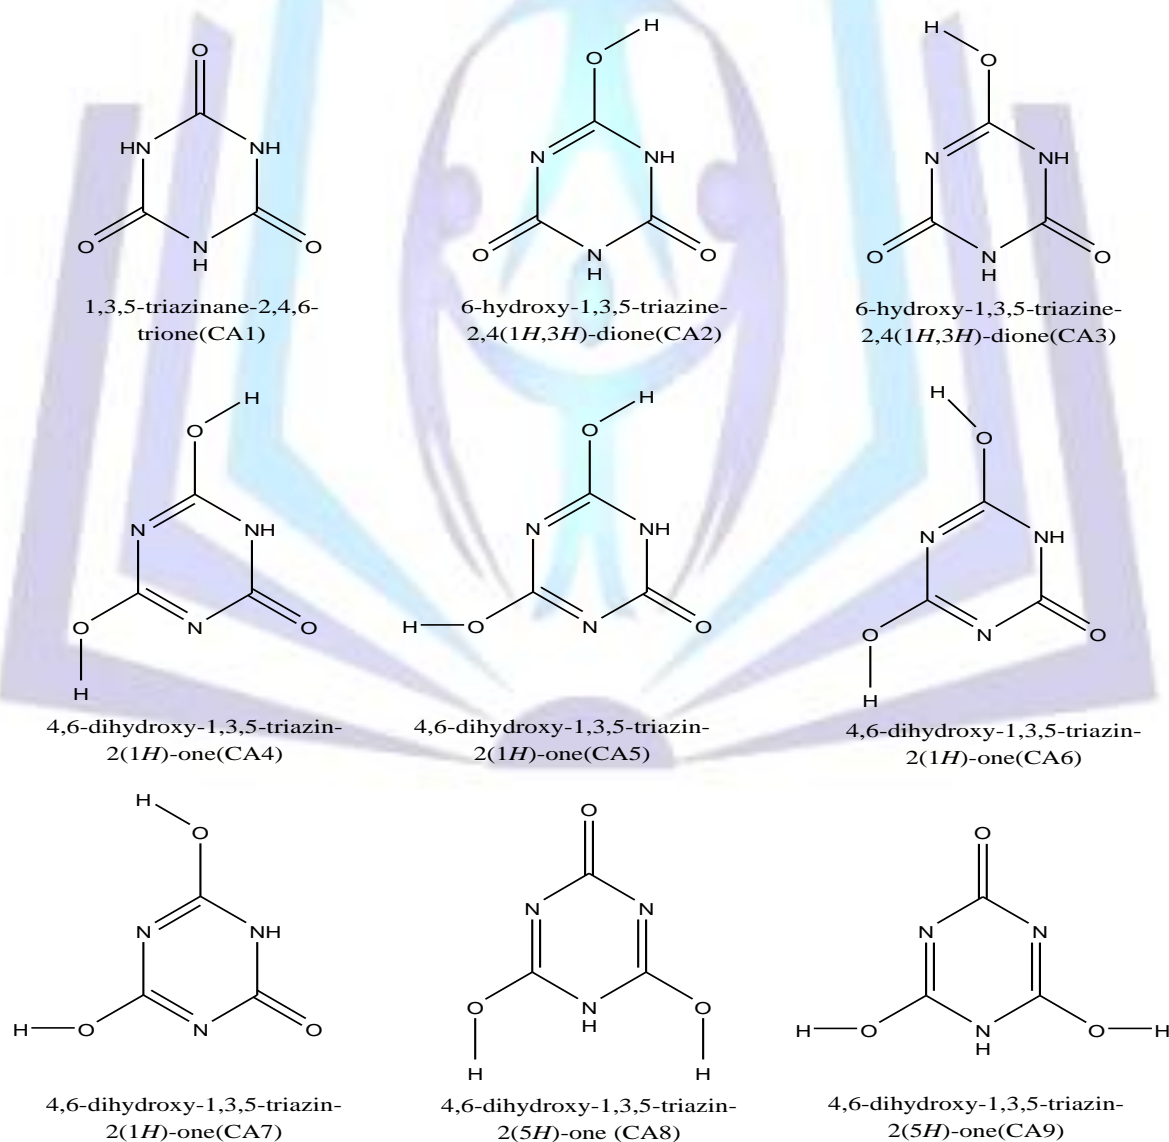 O
HN
NH
O
N
H
O
1,3,5-triazinane-2,4,6-
trione(CA1)
H
O
N
NH
O
N
H
O
6-hydroxy-1,3,5-triazine-
2,4(1H,3H)-dione(CA2)
H
O
N
NH
O
N
H
O
6-hydroxy-1,3,5-triazine-
2,4(1H,3H)-dione(CA3)
H
O
N
NH
O
N
O
H
4,6-dihydroxy-1,3,5-triazin-
2(1H)-one(CA4)
H
O
N
NH
H
O
N
O
4,6-dihydroxy-1,3,5-triazin-
2(1H)-one(CA5)
H
O
N
NH
O
N
O
H
4,6-dihydroxy-1,3,5-triazin-
2(1H)-one(CA6)
H
O
N
NH
H
O
N
O
4,6-dihydroxy-1,3,5-triazin-
2(1H)-one(CA7)
O
N
N
O
N
H
O
H
H
4,6-dihydroxy-1,3,5-triazin-
2(5H)-one (CA8)
O
N
N
H
O
N
H
O
H
4,6-dihydroxy-1,3,5-triazin-
2(5H)-one(CA9)